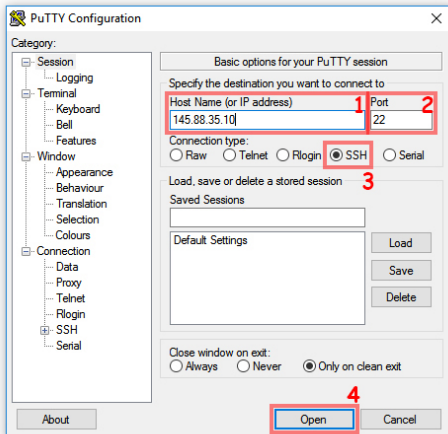 PuTTY Configuration
Category:
Session
Logging
Terminal
Keyboard
Bell
Features
Window
Appearance
Behaviour
Translation
Selection
Colours
Connection
Data
Proxy
Telnet
Rlogin
SSH
Serial
Basic options for your PuTTY session
Specify the destination you want to connect to
Host Name (or IP address) 1 Port 2
145.88.35.10 22
Connection type:
Raw Telnet Rlogin SSH Serial
3
Load, save or delete a stored session
Saved Sessions
Default Settings
Load
Save
Delete
Close window on exit:
Always Never Only on clean exit
4
About Open Cancel